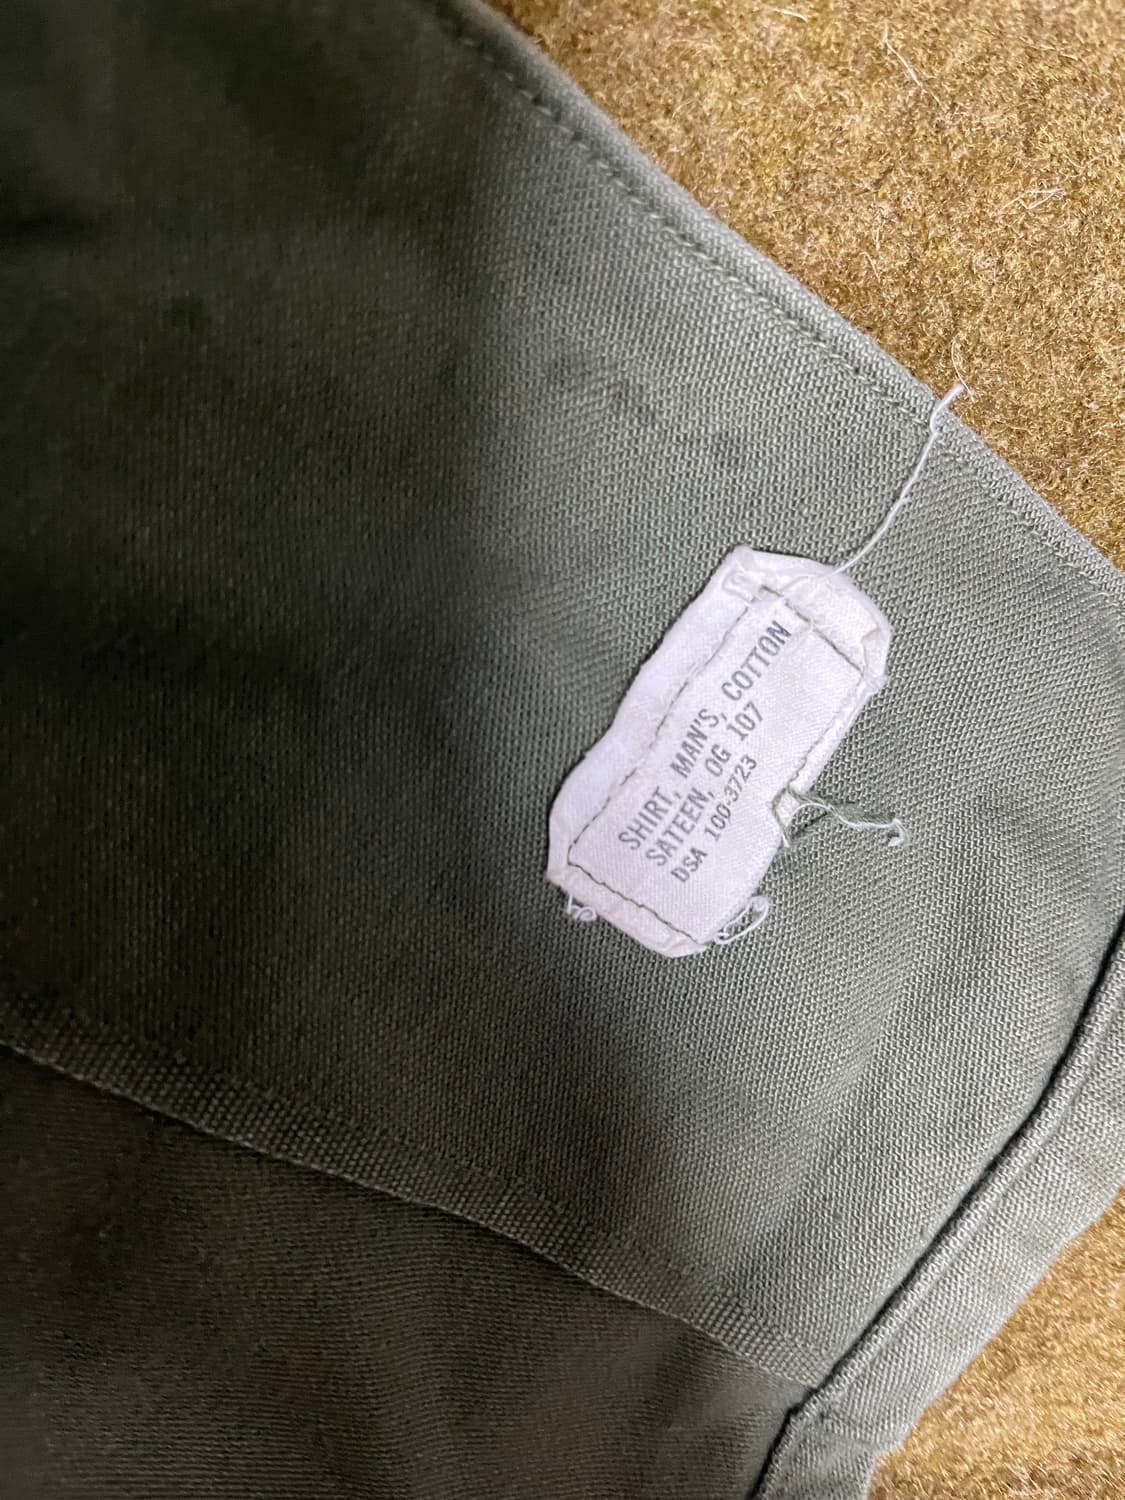 SHIRT, MAN'S, COTTON
SATEEN, OG 107
DSA 100-3723